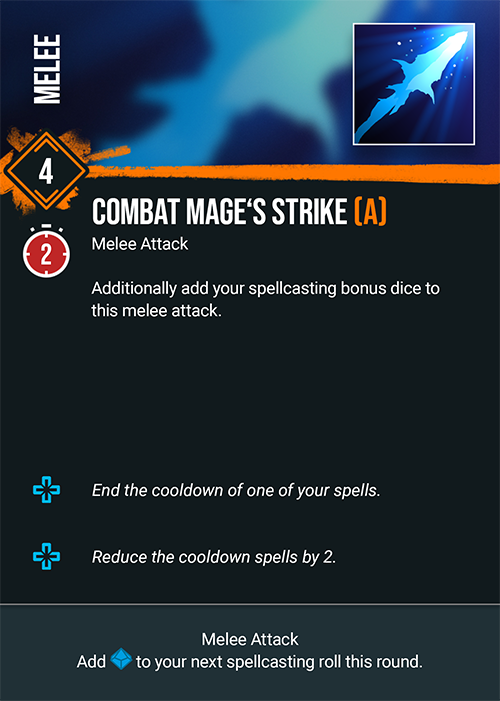 MELEE
4
COMBAT MAGE‘S STRIKE (A)
2
Melee Attack
Additionally add your spellcasting bonus dice to
this melee attack.
End the cooldown of one of your spells.
Reduce the cooldown spells by 2.
Melee Attack
Add to your next spellcasting roll this round.